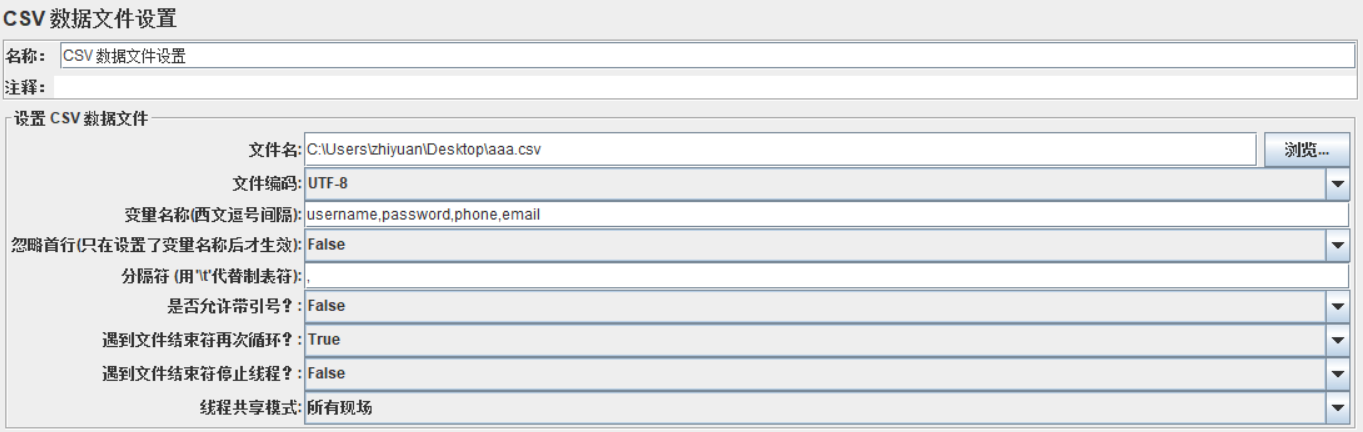 CSV 数据文件设置
名称： CSV 数据文件设置
注释：
设置 CSV 数据文件
文件名: C:\Users\zhiyuan\Desktop\aaa.csv 浏览...
文件编码: UTF-8
变量名称(西文逗号间隔): username,password,phone,email
忽略首行(只在设置了变量名称后才生效): False
分隔符 (用'\t'代替制表符): ,
是否允许带引号？: False
遇到文件结束符再次循环？: True
遇到文件结束符停止线程？: False
线程共享模式: 所有现场